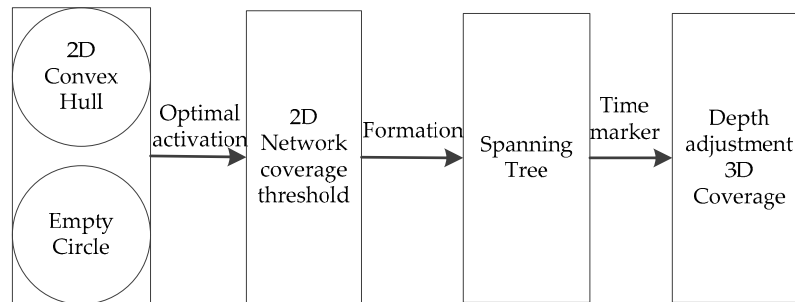 2D
Convex
Hull
Empty
Circle
Optimal
activation
2D
Network
coverage
threshold
Formation
Spanning
Tree
Time
marker
Depth
adjustment
3D
Coverage